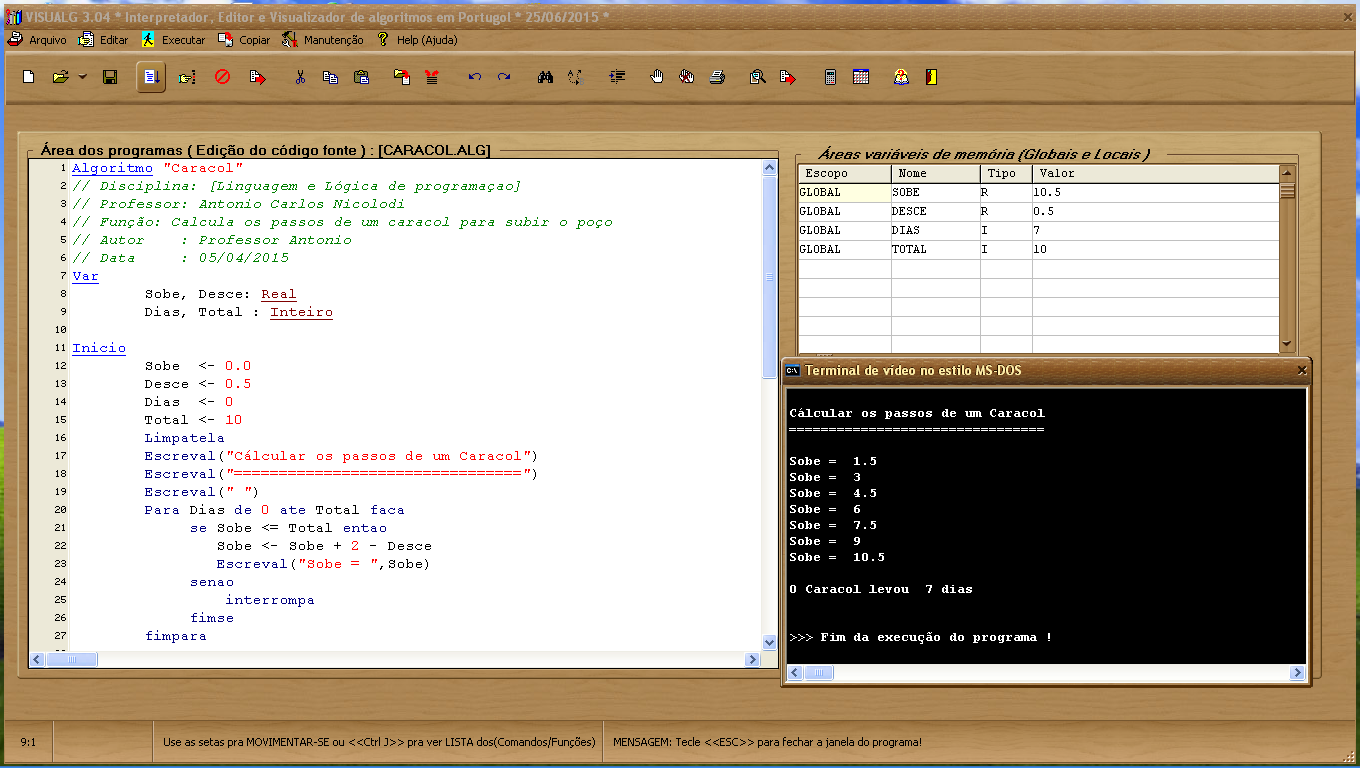 VISUALG 3.04 * Interpretador, Editor e Visualizador de algoritmos em Portugol * 25/06/2015 *
Arquivo Editar Executar Copiar Manutenção Help (Ajuda)
Área dos programas ( Edição do código fonte ) : [CARACOL.ALG]
1 Algoritmo "Caracol"
2 // Disciplina: [Linguagem e Lógica de programaçao]
3 // Professor: Antonio Carlos Nicolodi
4 // Função: Calcula os passos de um caracol para subir o poço
5 // Autor : Professor Antonio
6 // Data : 05/04/2015
7 Var
8 Sobe, Desce: Real
9 Dias, Total : Inteiro
10
11 Inicio
12 Sobe <- 0.0
13 Desce <- 0.5
14 Dias <- 0
15 Total <- 10
16 Limpatela
17 Escreval("Cálcular os passos de um Caracol")
18 Escreval("================================")
19 Escreval(" ")
20 Para Dias de 0 ate Total faca
21 se Sobe <= Total entao
22 Sobe <- Sobe + 2 - Desce
23 Escreval("Sobe = ",Sobe)
24 senao
25 interrompa
26 fimse
27 fimpara
Áreas variáveis de memória (Globais e Locais )
Escopo Nome Tipo Valor
GLOBAL SOBE R 10.5
GLOBAL DESCE R 0.5
GLOBAL DIAS I 7
GLOBAL TOTAL I 10
Terminal de vídeo no estilo MS-DOS
Cálcular os passos de um Caracol
================================
Sobe = 1.5
Sobe = 3
Sobe = 4.5
Sobe = 6
Sobe = 7.5
Sobe = 9
Sobe = 10.5
O Caracol levou 7 dias
>>> Fim da execução do programa !
9:1 Use as setas pra MOVIMENTAR-SE ou <<Ctrl J>> pra ver LISTA dos(Comandos/Funções) MENSAGEM: Tecle <<ESC>> para fechar a janela do programa!